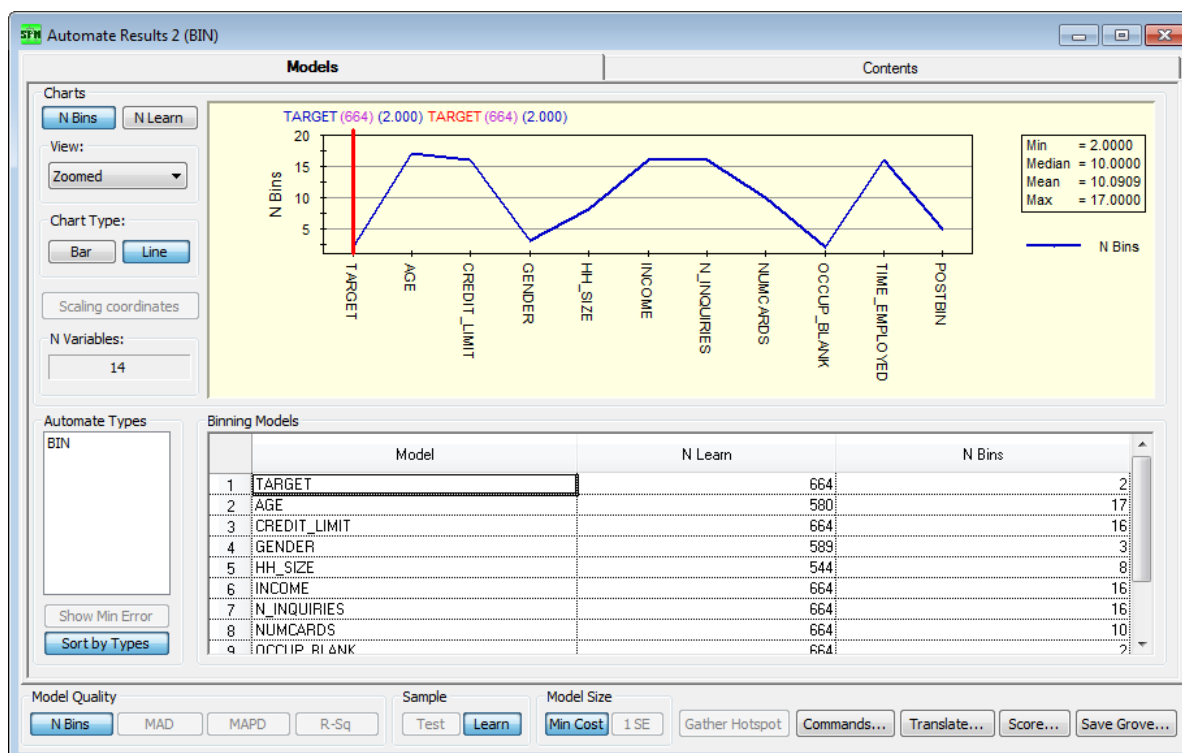 SPM Automate Results 2 (BIN)
Models Contents
Charts
N Bins N Learn
View:
Zoomed
Chart Type:
Bar Line
Scaling coordinates
N Variables:
14
TARGET (664) (2.000) TARGET (664) (2.000)
20
15
10
5
N Bins
TARGET
AGE
CREDIT_LIMIT
GENDER
HH_SIZE
INCOME
N_INQUIRIES
NUMCARDS
OCCUP_BLANK
TIME_EMPLOYED
POSTBIN
Min = 2.0000
Median = 10.0000
Mean = 10.0909
Max = 17.0000
N Bins
Automate Types
BIN
Show Min Error
Sort by Types
Binning Models
Model N Learn N Bins
1 TARGET 664 2
2 AGE 580 17
3 CREDIT_LIMIT 664 16
4 GENDER 589 3
5 HH_SIZE 544 8
6 INCOME 664 16
7 N_INQUIRIES 664 16
8 NUMCARDS 664 10
9 OCCUP_BLANK 664 2
Model Quality
N Bins MAD MAPD R-Sq
Sample
Test Learn
Model Size
Min Cost 1 SE
Gather Hotspot Commands... Translate... Score... Save Grove...